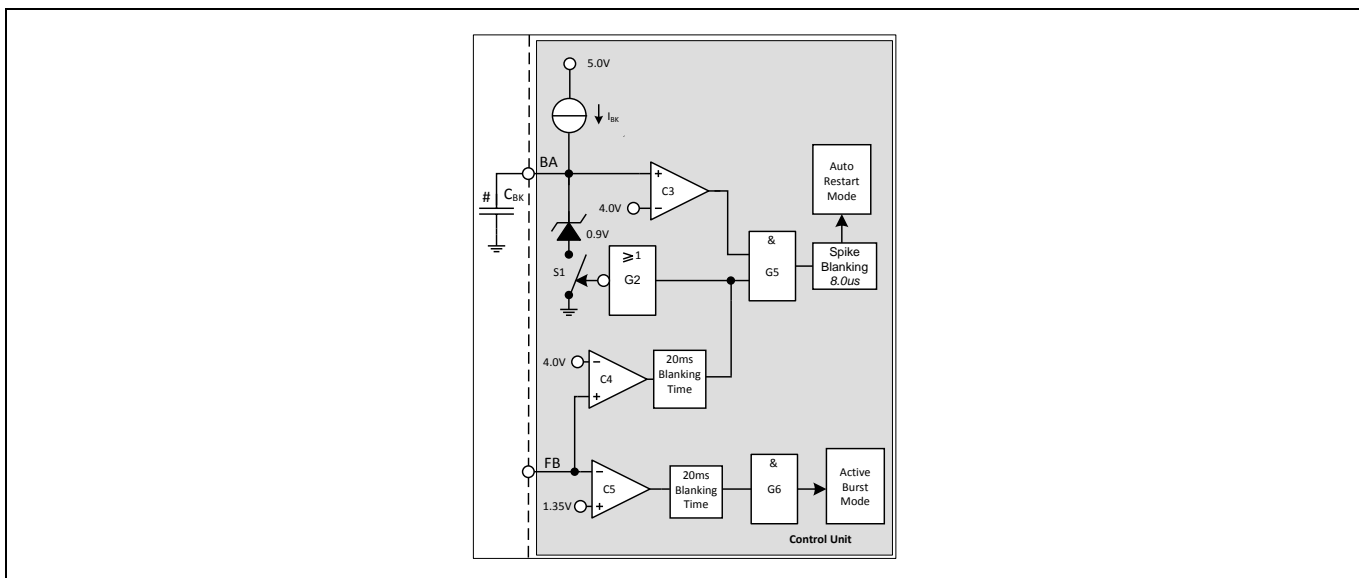 5.0V
I_BK
BA
# C_BK
+
C3
4.0V
−
Auto
Restart
Mode
0.9V
&
G5
Spike
Blanking
8.0us
S1
≥1
G2
4.0V
−
C4
+
20ms
Blanking
Time
FB
−
C5
1.35V
+
20ms
Blanking
Time
&
G6
Active
Burst
Mode
Control Unit